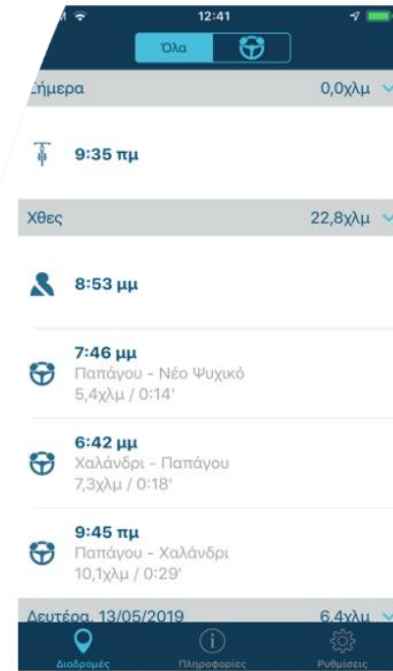 12:41
Όλα
Σήμερα 0,0χλμ
9:35 πμ
Χθες 22,8χλμ
8:53 μμ
7:46 μμ
Παπάγου - Νέο Ψυχικό
5,4χλμ / 0:14'
6:42 μμ
Χαλάνδρι - Παπάγου
7,3χλμ / 0:18'
9:45 πμ
Παπάγου - Χαλάνδρι
10,1χλμ / 0:29'
Δευτέρα, 13/05/2019 6,4χλμ
Διαδρομές Πληροφορίες Ρυθμίσεις